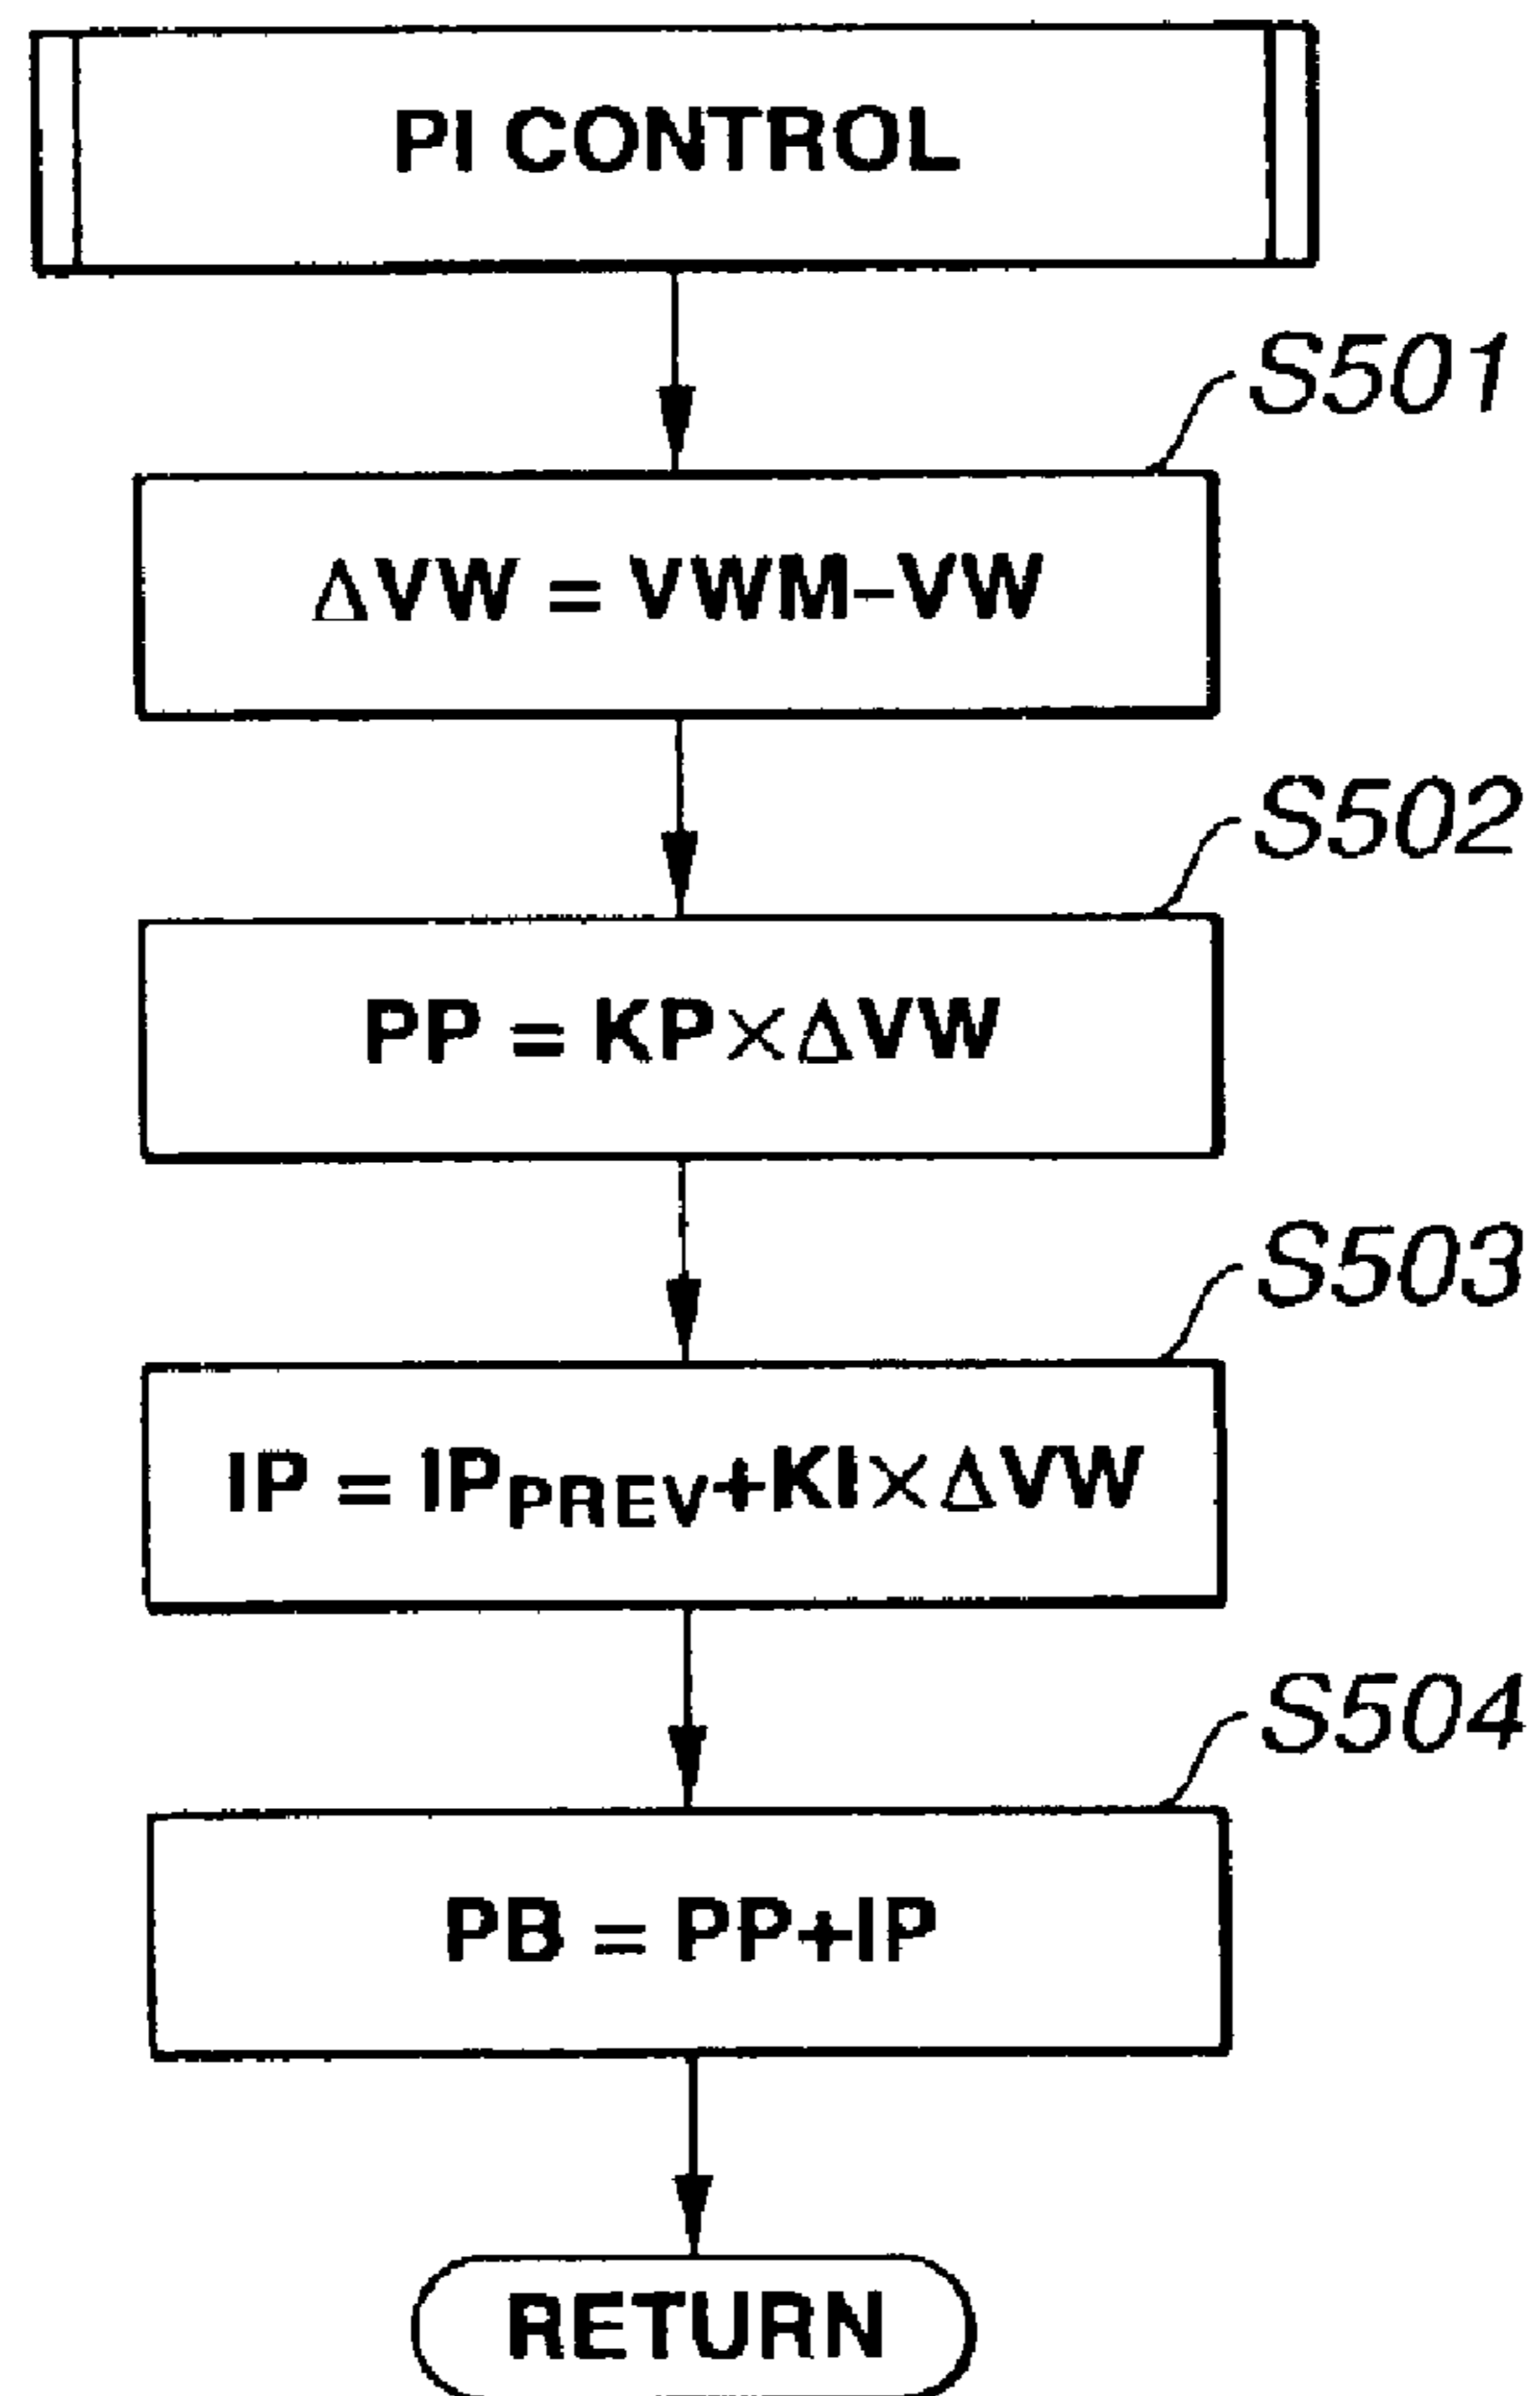 PI CONTROL
S501
ΔVW = VWM–VW
S502
PP = KP×ΔVW
S503
IP = IPPREV+KI×ΔVW
S504
PB = PP+IP
RETURN